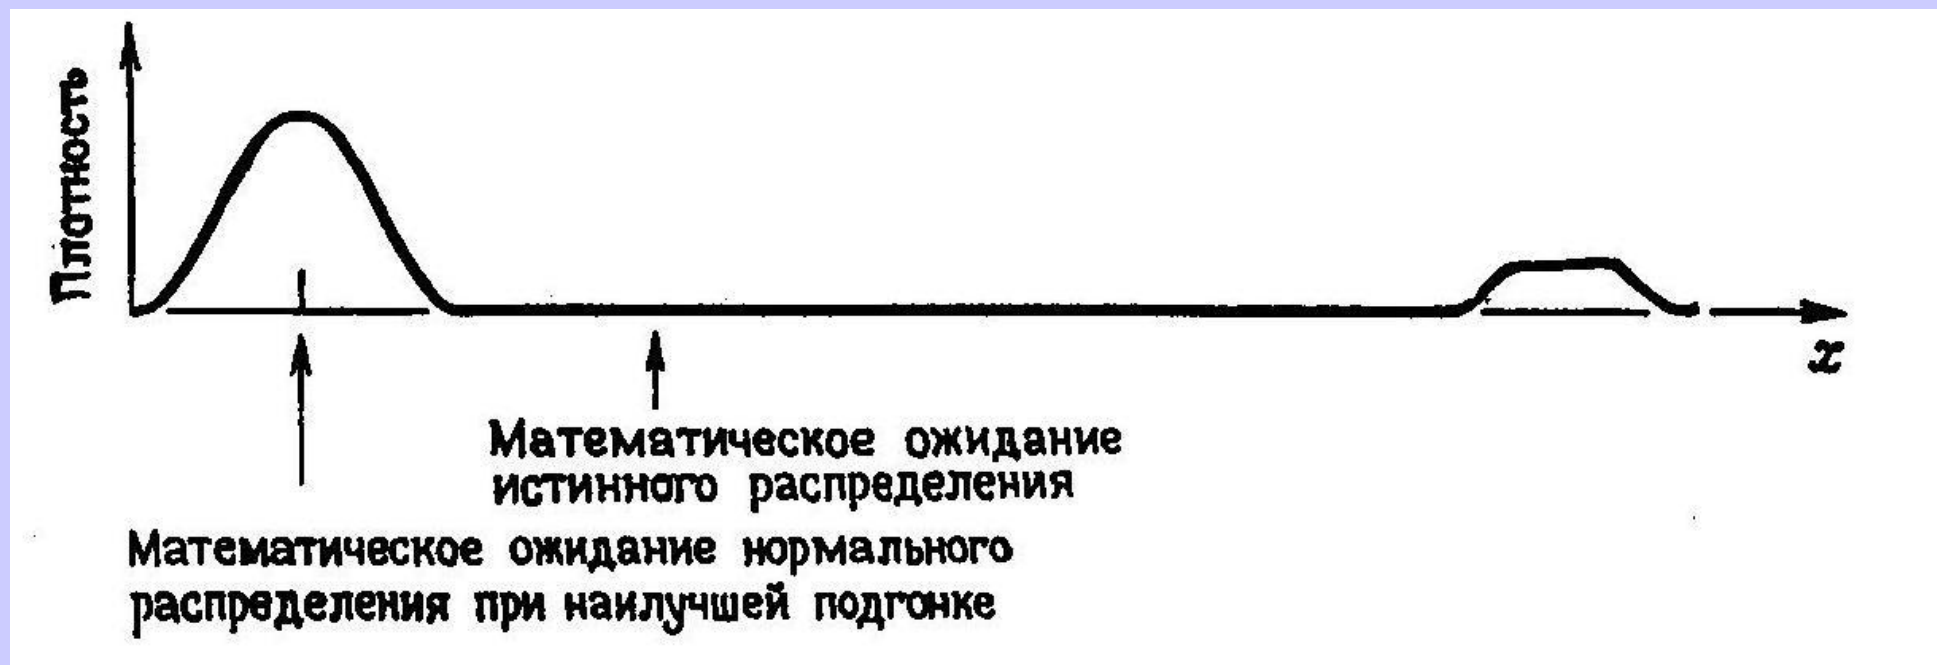 Плотность
x
Математическое ожидание
истинного распределения
Математическое ожидание нормального
распределения при наилучшей подгонке